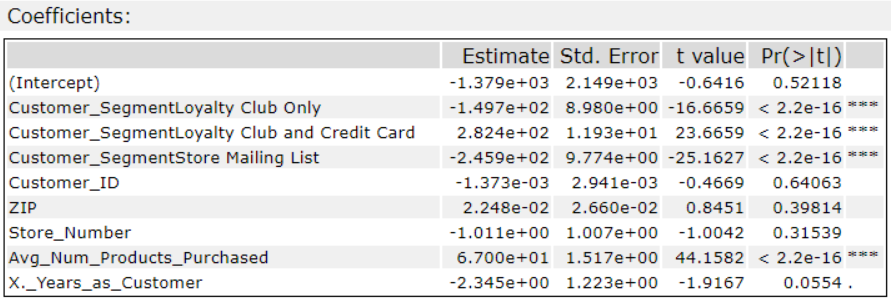 Coefficients:
Estimate Std. Error t value Pr(>|t|)
(Intercept) -1.379e+03 2.149e+03 -0.6416 0.52118
Customer_SegmentLoyalty Club Only -1.497e+02 8.980e+00 -16.6659 < 2.2e-16 ***
Customer_SegmentLoyalty Club and Credit Card 2.824e+02 1.193e+01 23.6659 < 2.2e-16 ***
Customer_SegmentStore Mailing List -2.459e+02 9.774e+00 -25.1627 < 2.2e-16 ***
Customer_ID -1.373e-03 2.941e-03 -0.4669 0.64063
ZIP 2.248e-02 2.660e-02 0.8451 0.39814
Store_Number -1.011e+00 1.007e+00 -1.0042 0.31539
Avg_Num_Products_Purchased 6.700e+01 1.517e+00 44.1582 < 2.2e-16 ***
X._Years_as_Customer -2.345e+00 1.223e+00 -1.9167 0.0554 .